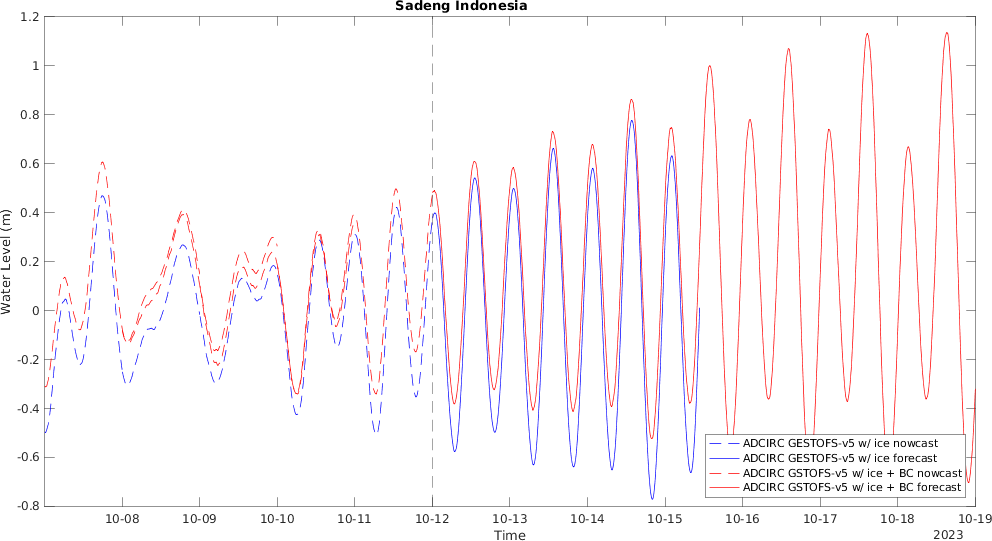 Sadeng Indonesia
1.2
1
0.8
0.6
0.4
0.2
0
-0.2
-0.4
-0.6
-0.8
Water Level (m)
ADCIRC GESTOFS-v5 w/ ice nowcast
ADCIRC GESTOFS-v5 w/ ice forecast
ADCIRC GSTOFS-v5 w/ ice + BC nowcast
ADCIRC GSTOFS-v5 w/ ice + BC forecast
10-08 10-09 10-10 10-11 10-12 10-13 10-14 10-15 10-16 10-17 10-18 10-19
Time
2023